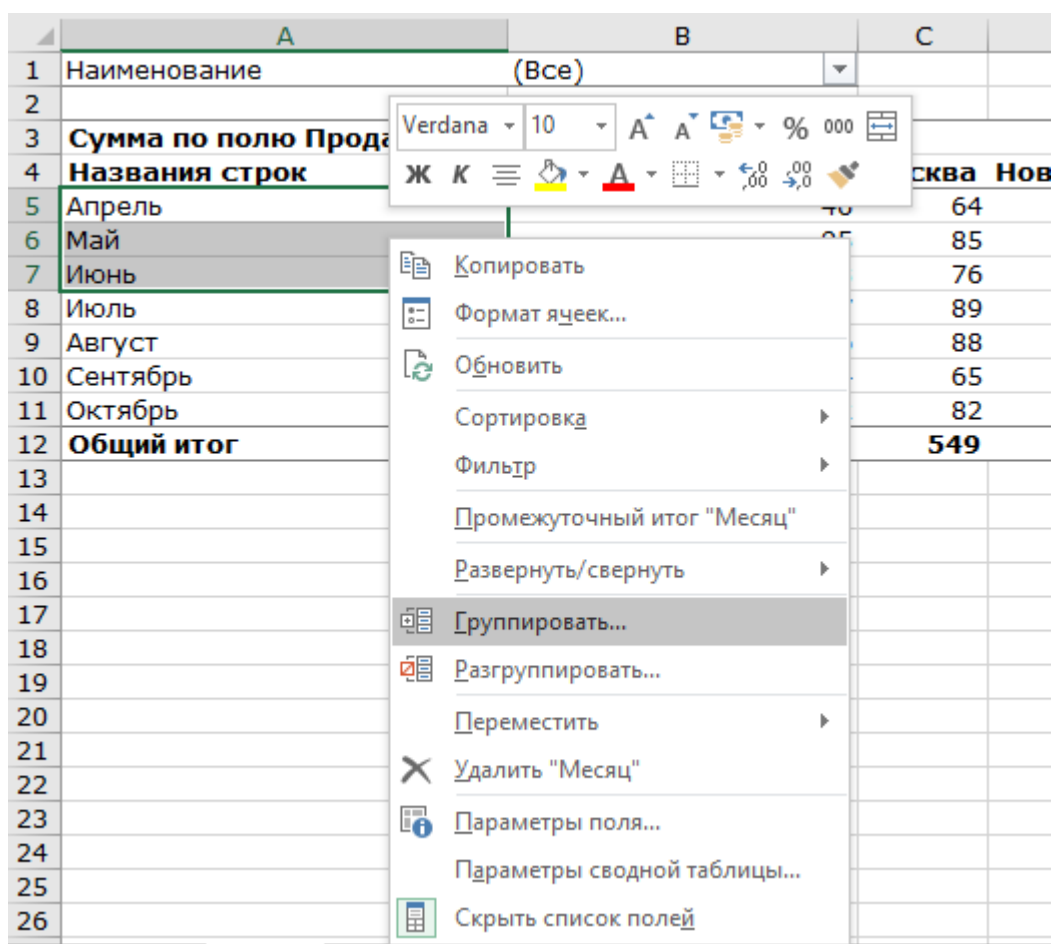 A B C
1 Наименование (Все)
2
Verdana 10 % 000
3 Сумма по полю Прода
Ж К A ,00 ,0
4 Названия строк сква Нов
5 Апрель 64
6 Май 85
7 Июнь 76
8 Июль 89
9 Август 88
10 Сентябрь 65
11 Октябрь 82
12 Общий итог 549
13
14
15
16
17
18
19
20
21
22
23
24
25
26
Копировать
Формат ячеек...
Обновить
Сортировка
Фильтр
Промежуточный итог "Месяц"
Развернуть/свернуть
Группировать...
Разгруппировать...
Переместить
Удалить "Месяц"
Параметры поля...
Параметры сводной таблицы...
Скрыть список полей